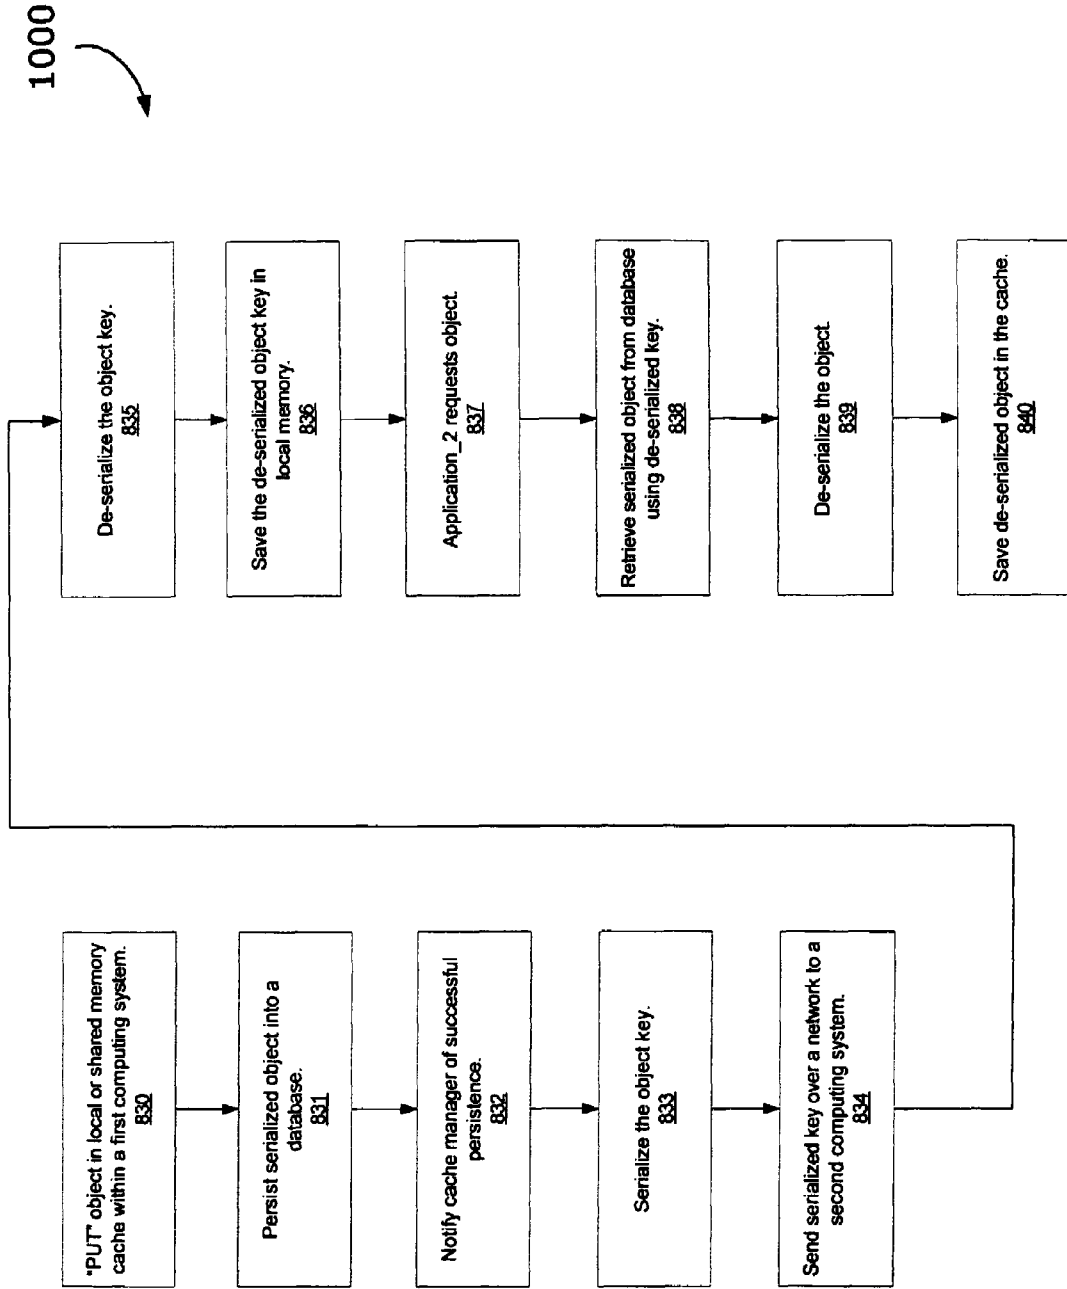 1000
"PUT" object in local or shared memory
cache within a first computing system.
830
Persist serialized object into a
database.
831
Notify cache manager of successful
persistence.
832
Serialize the object key.
833
Send serialized key over a network to a
second computing system.
834
De-serialize the object key.
835
Save the de-serialized object key in
local memory.
836
Application_2 requests object.
837
Retrieve serialized object from database
using de-serialized key.
838
De-serialize the object.
839
Save de-serialized object in the cache.
840